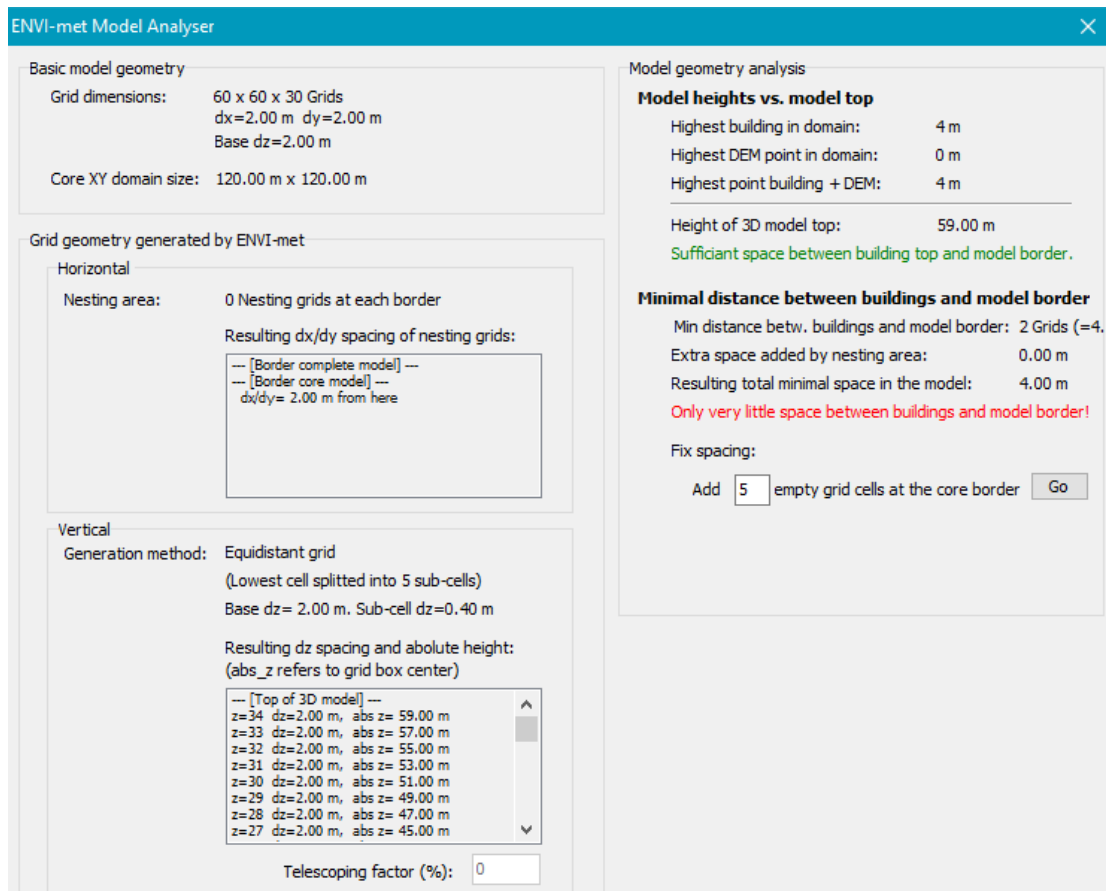 ENVI-met Model Analyser
Basic model geometry
Grid dimensions: 60 x 60 x 30 Grids
dx=2.00 m dy=2.00 m
Base dz=2.00 m
Core XY domain size: 120.00 m x 120.00 m
Grid geometry generated by ENVI-met
Horizontal
Nesting area: 0 Nesting grids at each border
Resulting dx/dy spacing of nesting grids:
--- [Border complete model] ---
--- [Border core model] ---
dx/dy= 2.00 m from here
Vertical
Generation method: Equidistant grid
(Lowest cell splitted into 5 sub-cells)
Base dz= 2.00 m. Sub-cell dz=0.40 m
Resulting dz spacing and abolute height:
(abs_z refers to grid box center)
--- [Top of 3D model] ---
z=34 dz=2.00 m, abs z= 59.00 m
z=33 dz=2.00 m, abs z= 57.00 m
z=32 dz=2.00 m, abs z= 55.00 m
z=31 dz=2.00 m, abs z= 53.00 m
z=30 dz=2.00 m, abs z= 51.00 m
z=29 dz=2.00 m, abs z= 49.00 m
z=28 dz=2.00 m, abs z= 47.00 m
z=27 dz=2.00 m, abs z= 45.00 m
Telescoping factor (%): 0
Model geometry analysis
Model heights vs. model top
Highest building in domain: 4 m
Highest DEM point in domain: 0 m
Highest point building + DEM: 4 m
Height of 3D model top: 59.00 m
Sufficiant space between building top and model border.
Minimal distance between buildings and model border
Min distance betw. buildings and model border: 2 Grids (=4.
Extra space added by nesting area: 0.00 m
Resulting total minimal space in the model: 4.00 m
Only very little space between buildings and model border!
Fix spacing:
Add 5 empty grid cells at the core border Go